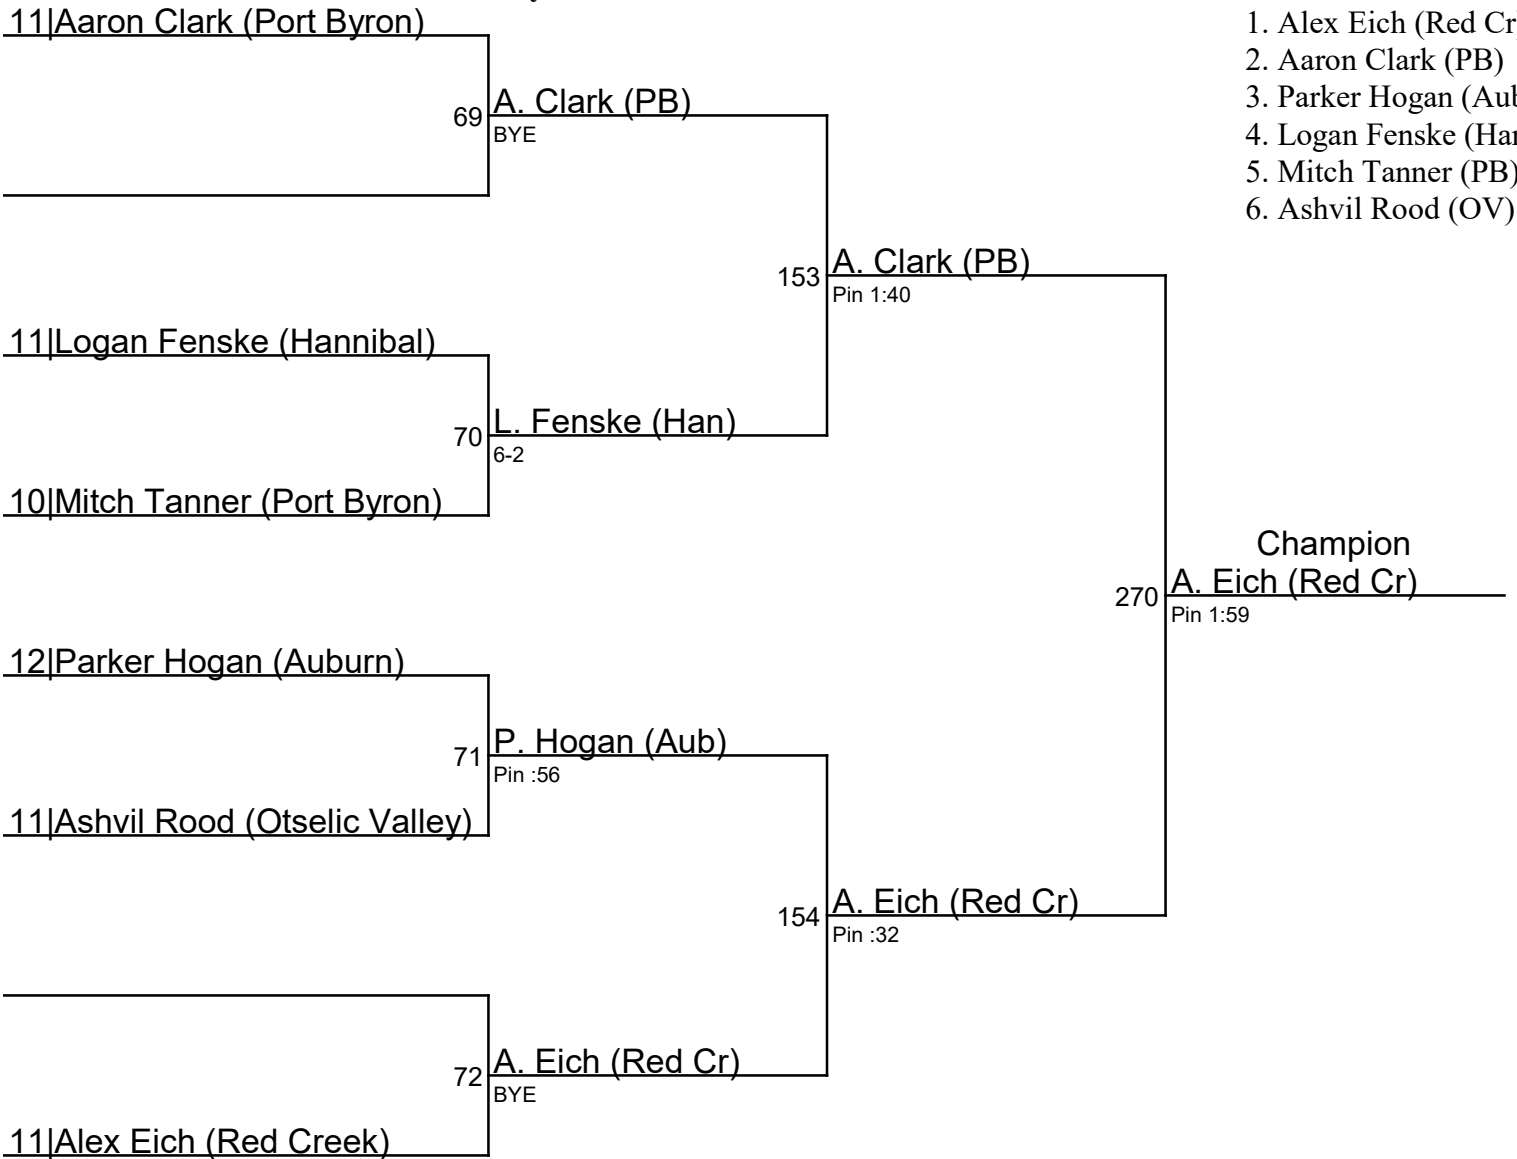 11|Aaron Clark (Port Byron)
69
A. Clark (PB)
BYE
153
A. Clark (PB)
Pin 1:40
11|Logan Fenske (Hannibal)
70
L. Fenske (Han)
6-2
10|Mitch Tanner (Port Byron)
Champion
270
A. Eich (Red Cr)
Pin 1:59
12|Parker Hogan (Auburn)
71
P. Hogan (Aub)
Pin :56
11|Ashvil Rood (Otselic Valley)
154
A. Eich (Red Cr)
Pin :32
72
A. Eich (Red Cr)
BYE
11|Alex Eich (Red Creek)
1. Alex Eich (Red Cr
2. Aaron Clark (PB)
3. Parker Hogan (Aub
4. Logan Fenske (Han
5. Mitch Tanner (PB)
6. Ashvil Rood (OV)